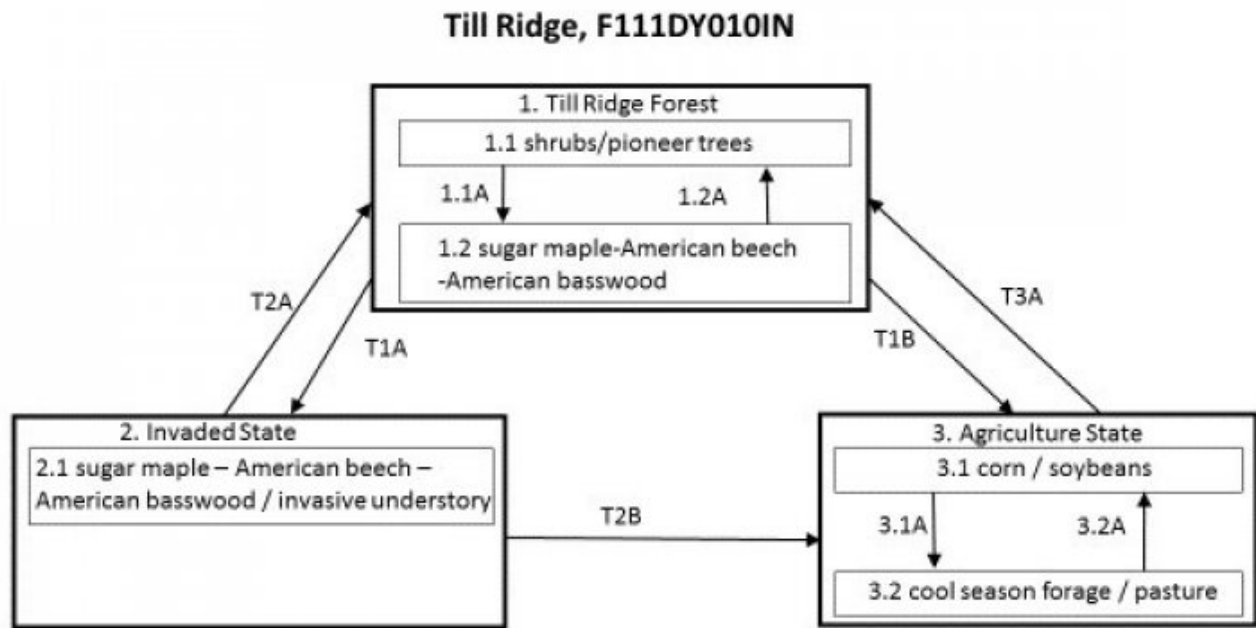 Till Ridge, F111DY010IN
1. Till Ridge Forest
1.1 shrubs/pioneer trees
1.1A
1.2A
1.2 sugar maple-American beech
-American basswood
T2A
T1A
T1B
T3A
2. Invaded State
2.1 sugar maple – American beech –
American basswood / invasive understory
T2B
3. Agriculture State
3.1 corn / soybeans
3.1A
3.2A
3.2 cool season forage / pasture